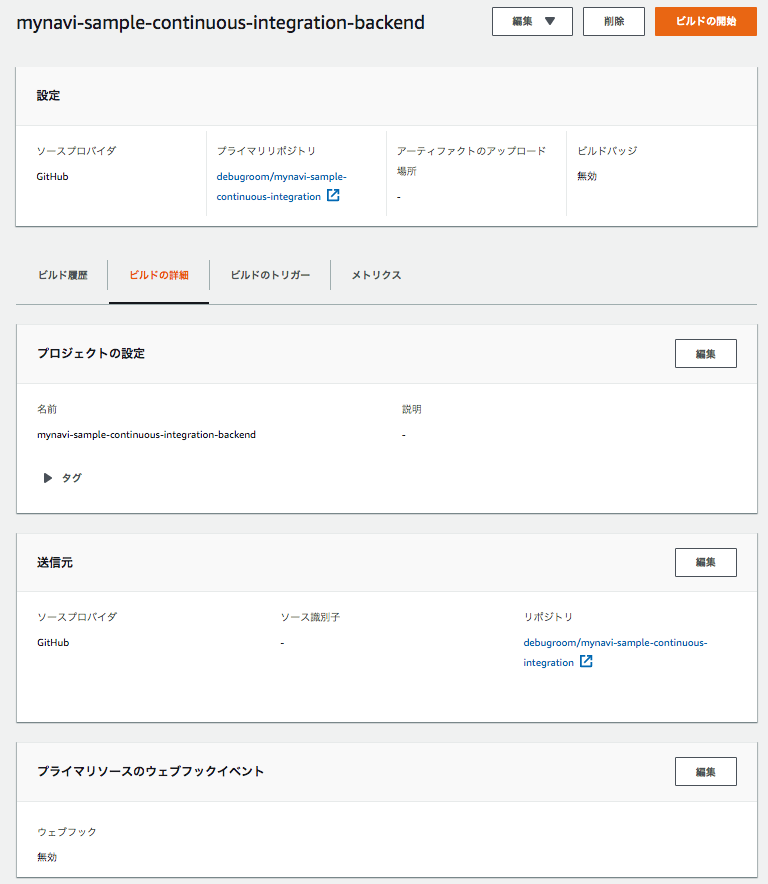 mynavi-sample-continuous-integration-backend
編集 ▼
削除
ビルドの開始
設定
ソースプロバイダ
GitHub
プライマリリポジトリ
debugroom/mynavi-sample-
continuous-integration
アーティファクトのアップロード
場所
-
ビルドバッジ
無効
ビルド履歴
ビルドの詳細
ビルドのトリガー
メトリクス
プロジェクトの設定
編集
名前
mynavi-sample-continuous-integration-backend
説明
-
タグ
送信元
編集
ソースプロバイダ
GitHub
ソース識別子
-
リポジトリ
debugroom/mynavi-sample-continuous-
integration
プライマリソースのウェブフックイベント
編集
ウェブフック
無効